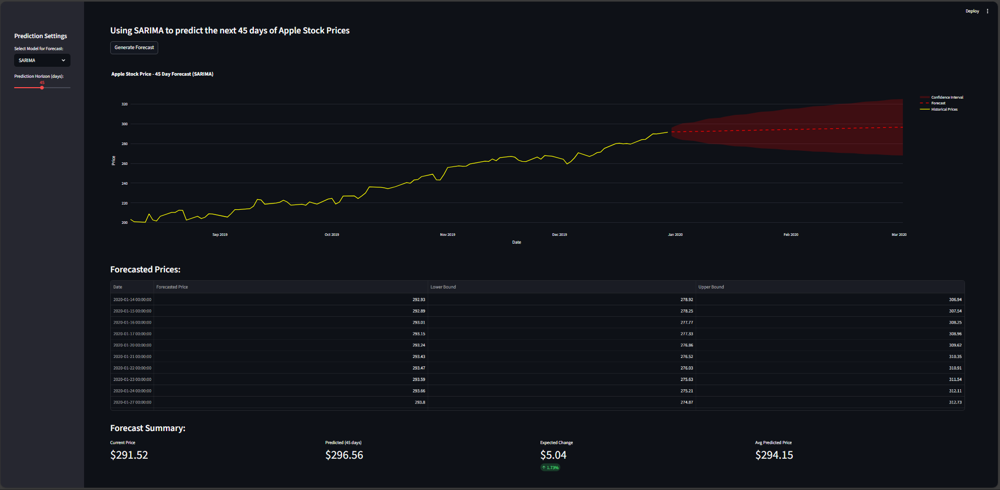 Deploy
Prediction Settings
Select Model for Forecast:
SARIMA
Prediction Horizon (days):
45
Using SARIMA to predict the next 45 days of Apple Stock Prices
Generate Forecast
Apple Stock Price - 45 Day Forecast (SARIMA)
Confidence Interval
Forecast
Historical Prices
320
300
280
260
240
220
200
Price
Sep 2019 Oct 2019 Nov 2019 Dec 2019 Jan 2020 Feb 2020 Mar 2020
Date
Forecasted Prices:
Date Forecasted Price Lower Bound Upper Bound
2020-01-14 00:00:00 292.93 278.92 306.94
2020-01-15 00:00:00 292.89 278.25 307.54
2020-01-16 00:00:00 293.01 277.77 308.25
2020-01-17 00:00:00 293.15 277.33 308.96
2020-01-20 00:00:00 293.24 276.86 309.62
2020-01-21 00:00:00 293.43 276.52 310.35
2020-01-22 00:00:00 293.47 276.03 310.91
2020-01-23 00:00:00 293.59 275.63 311.54
2020-01-24 00:00:00 293.66 275.21 312.11
2020-01-27 00:00:00 293.8 274.87 312.73
Forecast Summary:
Current Price Predicted (45 days) Expected Change Avg Predicted Price
$291.52 $296.56 $5.04 $294.15
↑ 1.73%